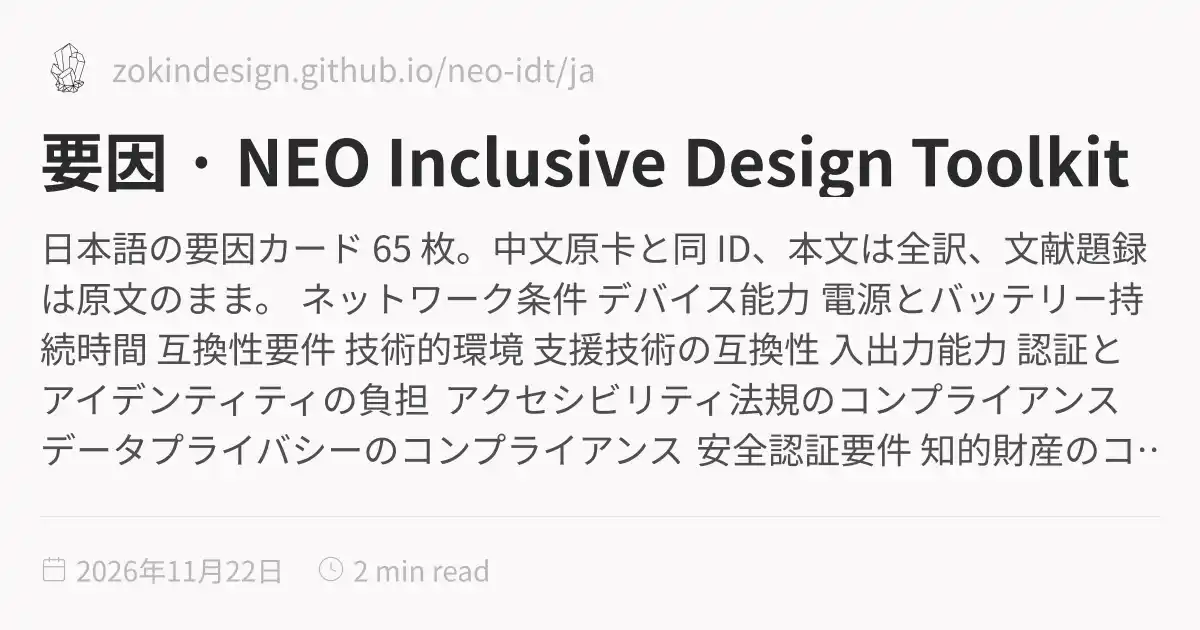 zokindesign.github.io/neo-idt/ja
要因 · NEO Inclusive Design Toolkit
日本語の要因カード 65 枚。中文原卡と同 ID、本文は全訳、文献題録
は原文のまま。 ネットワーク条件 デバイス能力 電源とバッテリー持
続時間 互換性要件 技術的環境 支援技術の互換性 入出力能力 認証と
アイデンティティの負担 アクセシビリティ法規のコンプライアンス
データプライバシーのコンプライアンス 安全認証要件 知的財産のコ…
2026年11月22日
2 min read